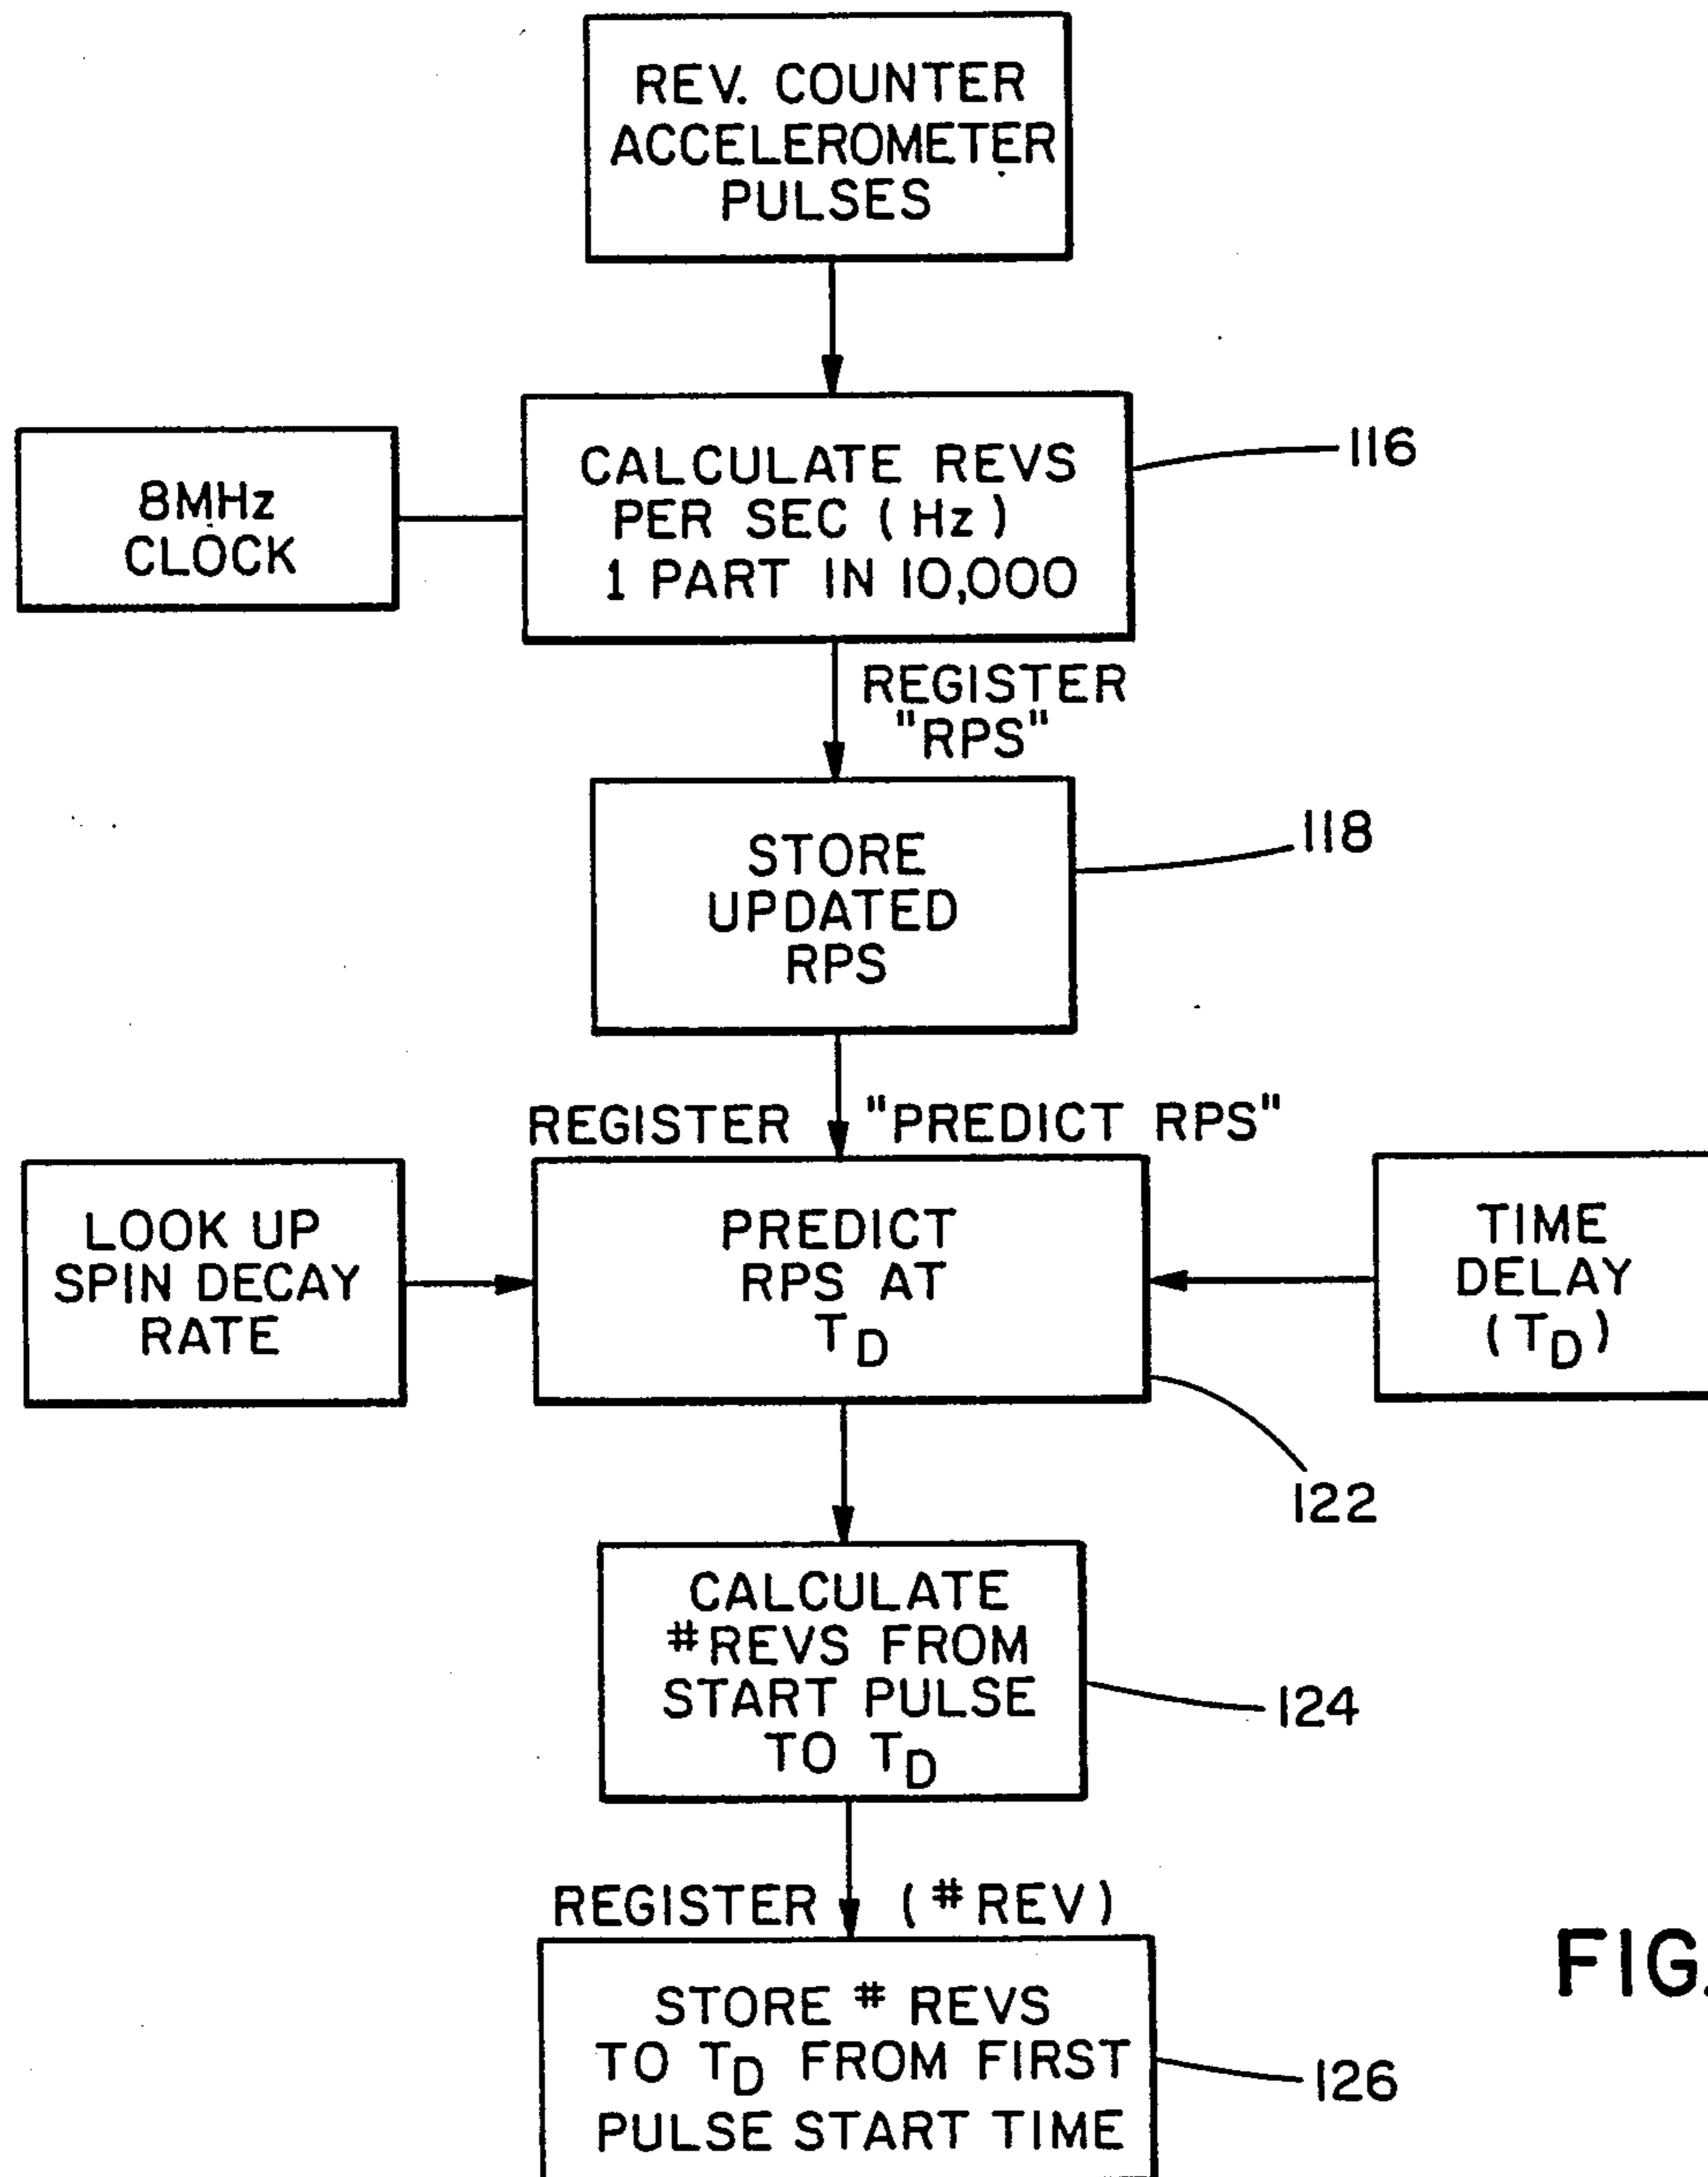 REV. COUNTER
ACCELEROMETER
PULSES
8MHz
CLOCK
CALCULATE REVS
PER SEC (Hz)
1 PART IN 10,000
116
REGISTER
"RPS"
STORE
UPDATED
RPS
118
REGISTER "PREDICT RPS"
LOOK UP
SPIN DECAY
RATE
PREDICT
RPS AT
TD
TIME
DELAY
(TD)
122
CALCULATE
#REVS FROM
START PULSE
TO TD
124
REGISTER (#REV)
STORE # REVS
TO TD FROM FIRST
PULSE START TIME
126
FIG.